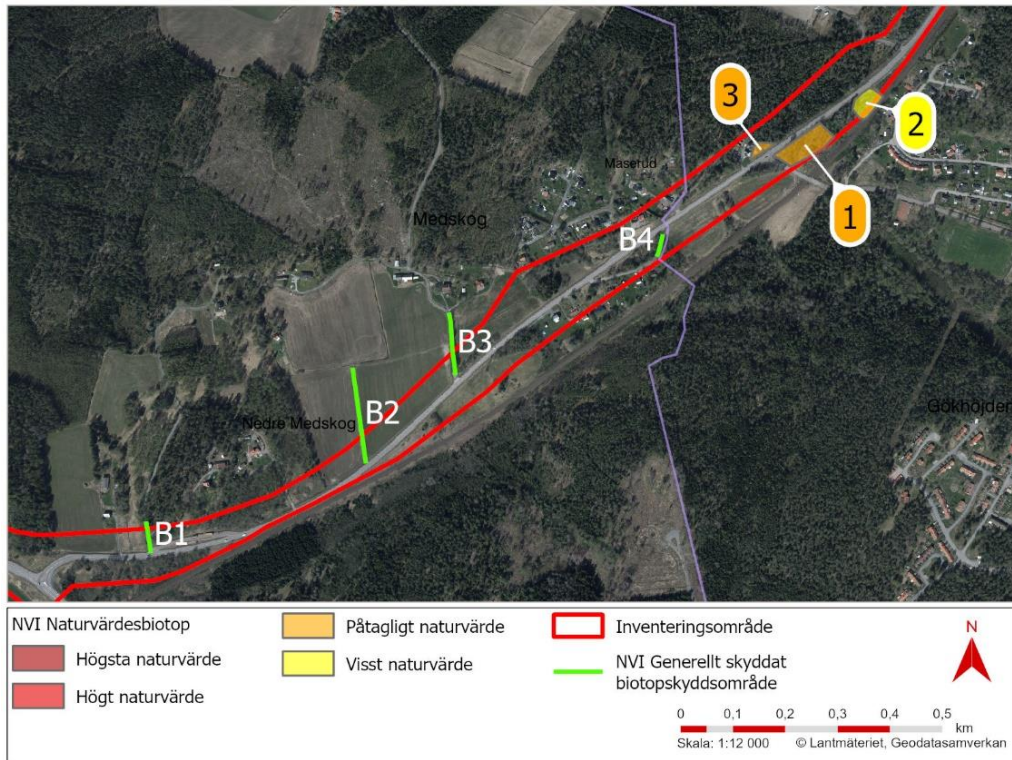 3
2
1
Maserud
Medskog
B4
B3
B2
Nedre Medskog
Gökhöjden
B1
NVI Naturvärdesbiotop
Högsta naturvärde
Högt naturvärde
Påtagligt naturvärde
Visst naturvärde
Inventeringsområde
NVI Generellt skyddat
biotopskyddsområde
N
0 0,1 0,2 0,3 0,4 0,5
km
Skala: 1:12 000 © Lantmäteriet, Geodatasamverkan